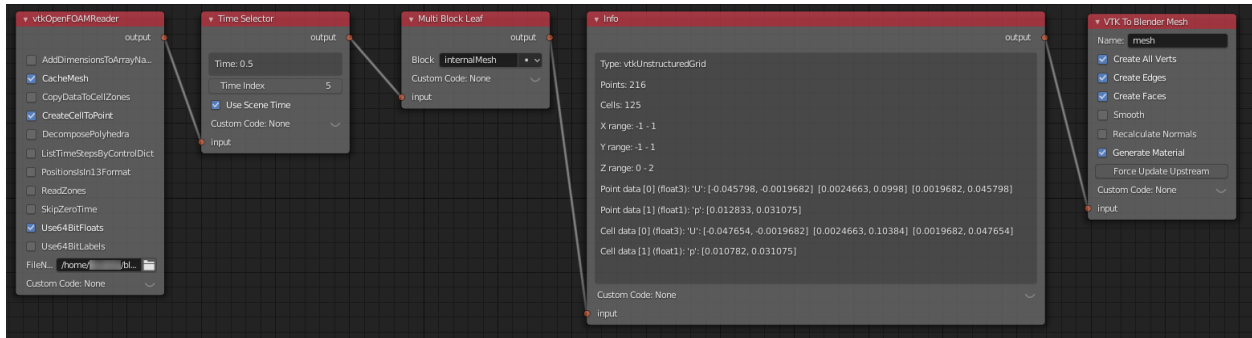 vtkOpenFOAMReader
output
AddDimensionsToArrayNa...
CacheMesh
CopyDataToCellZones
CreateCellToPoint
DecomposePolyhedra
ListTimeStepsByControlDict
PositionsIsIn13Format
ReadZones
SkipZeroTime
Use64BitFloats
Use64BitLabels
FileN... /home/ /bl...
Custom Code: None
Time Selector
output
Time: 0.5
Time Index 5
Use Scene Time
Custom Code: None
input
Multi Block Leaf
output
Block internalMesh
Custom Code: None
input
Info
output
Type: vtkUnstructuredGrid
Points: 216
Cells: 125
X range: -1 - 1
Y range: -1 - 1
Z range: 0 - 2
Point data [0] (float3): 'U': [-0.045798, -0.0019682] [0.0024663, 0.0998] [0.0019682, 0.045798]
Point data [1] (float1): 'p': [0.012833, 0.031075]
Cell data [0] (float3): 'U': [-0.047654, -0.0019682] [0.0024663, 0.10384] [0.0019682, 0.047654]
Cell data [1] (float1): 'p': [0.010782, 0.031075]
Custom Code: None
input
VTK To Blender Mesh
Name: mesh
Create All Verts
Create Edges
Create Faces
Smooth
Recalculate Normals
Generate Material
Force Update Upstream
Custom Code: None
input